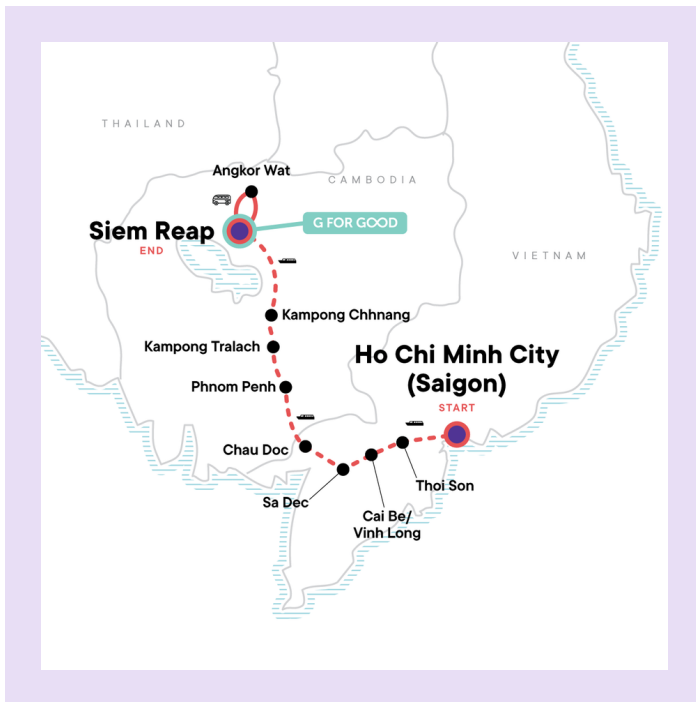 THAILAND
Angkor Wat
CAMBODIA
G FOR GOOD
Siem Reap
END
VIETNAM
Kampong Chhnang
Kampong Tralach
Ho Chi Minh City
(Saigon)
START
Phnom Penh
Chau Doc
Thoi Son
Sa Dec
Cai Be/
Vinh Long